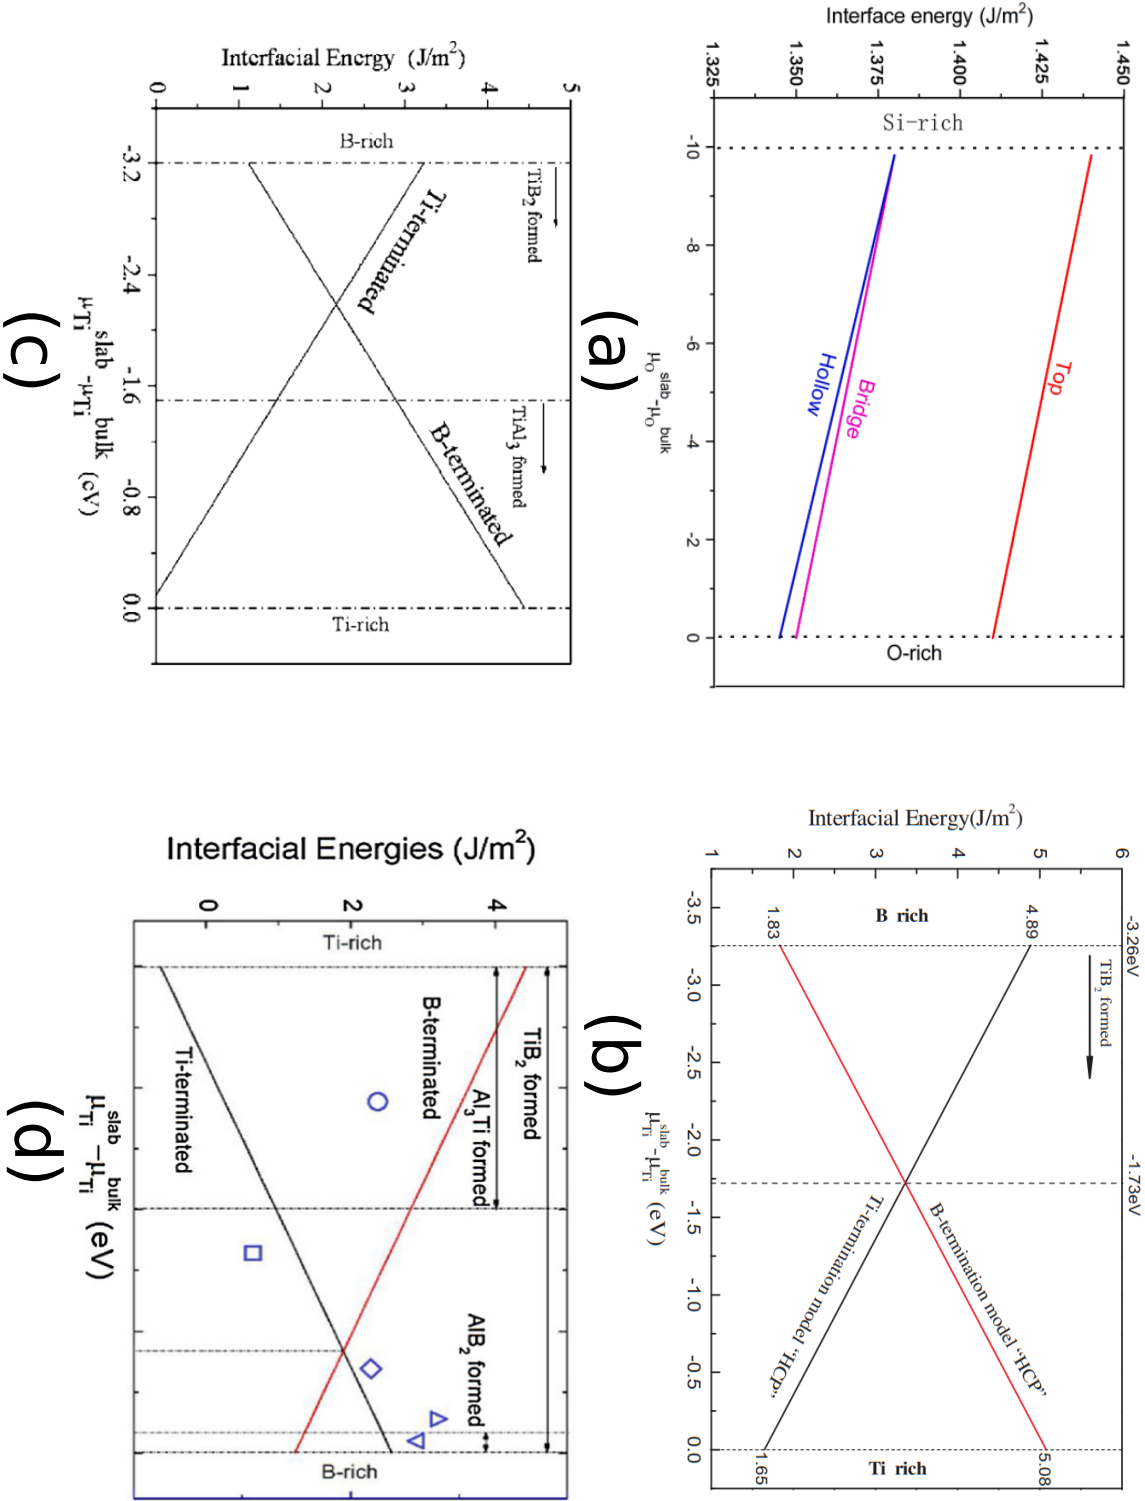 Interface energy (J/m²)
1.325
1.350
1.375
1.400
1.425
1.450
Si-rich
-10
-8
-6
-4
-2
0
Top
Bridge
Hollow
O-rich
μO slab-μO bulk
(a)
Interfacial Energy(J/m²)
1
2
3
4
5
6
-3.26eV
-1.73eV
B rich
1.83
4.89
TiB2 formed
-3.5
-3.0
-2.5
-2.0
-1.5
-1.0
-0.5
0.0
B-termination model “HCP”
Ti-termination model “HCP”
1.65
5.08
Ti rich
μTi slab-μTi bulk (eV)
(b)
Interfacial Energy (J/m²)
0
1
2
3
4
5
B-rich
TiB2 formed
TiAl3 formed
Ti-terminated
B-terminated
-3.2
-2.4
-1.6
-0.8
0.0
Ti-rich
μTi slab-μTi bulk (eV)
(c)
Interfacial Energies (J/m²)
0
2
4
Ti-rich
TiB2 formed
Al3Ti formed
B-terminated
Ti-terminated
AlB2 formed
B-rich
μTi slab–μTi bulk (eV)
(d)